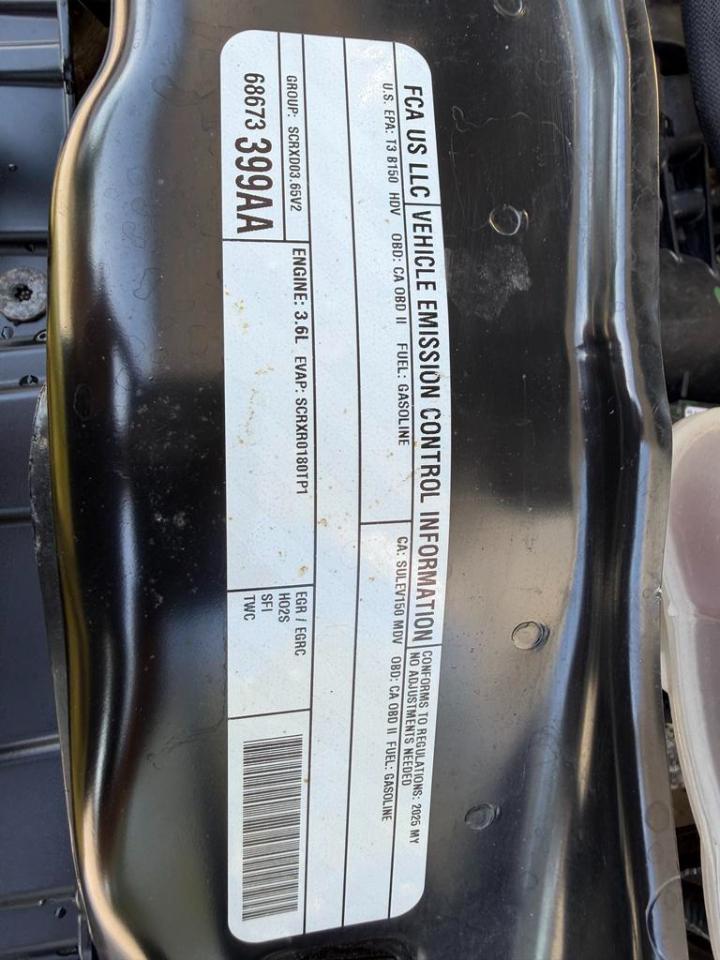 FCA US LLC VEHICLE EMISSION CONTROL INFORMATION
CONFORMS TO REGULATIONS: 2025 MY
NO ADJUSTMENTS NEEDED
U.S. EPA: T3 B150 HDV OBD: CA OBD II FUEL: GASOLINE
CA: SULEV150 MDV OBD: CA OBD II FUEL: GASOLINE
GROUP: SCRXD03.65V2
68673 399AA
ENGINE: 3.6L EVAP: SCRXR0180TP1
EGR / EGRC
HO2S
SFI
TWC